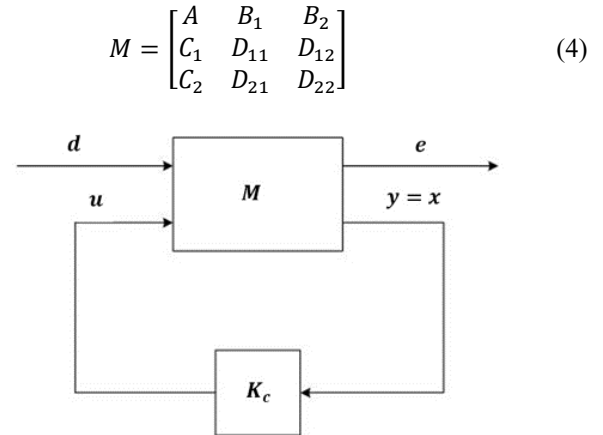 M = [A B₁ B₂
C₁ D₁₁ D₁₂
C₂ D₂₁ D₂₂] (4)
d e
u y = x
M
K_c